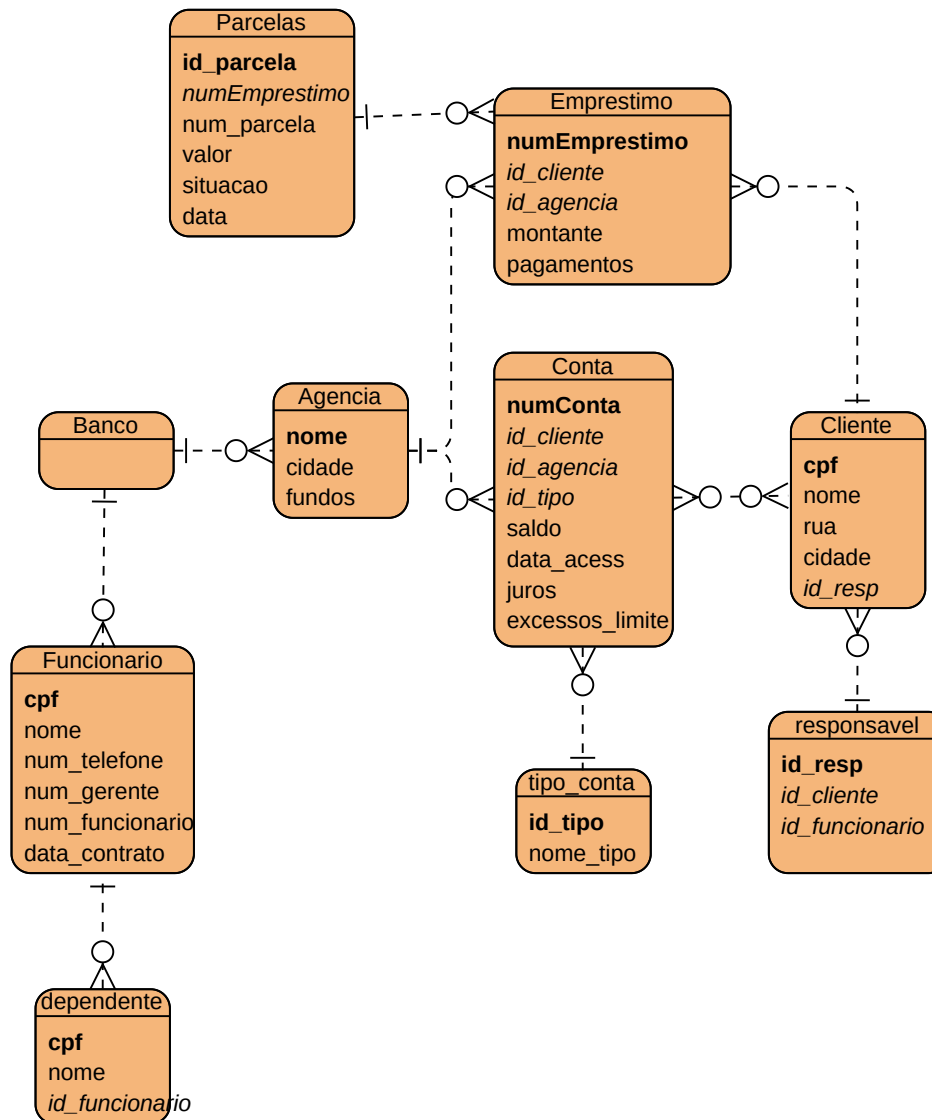 Parcelas
id_parcela
numEmprestimo
num_parcela
valor
situacao
data
Emprestimo
numEmprestimo
id_cliente
id_agencia
montante
pagamentos
Banco
Agencia
nome
cidade
fundos
Conta
numConta
id_cliente
id_agencia
id_tipo
saldo
data_acess
juros
excessos_limite
Cliente
cpf
nome
rua
cidade
id_resp
Funcionario
cpf
nome
num_telefone
num_gerente
num_funcionario
data_contrato
tipo_conta
id_tipo
nome_tipo
responsavel
id_resp
id_cliente
id_funcionario
dependente
cpf
nome
id_funcionario